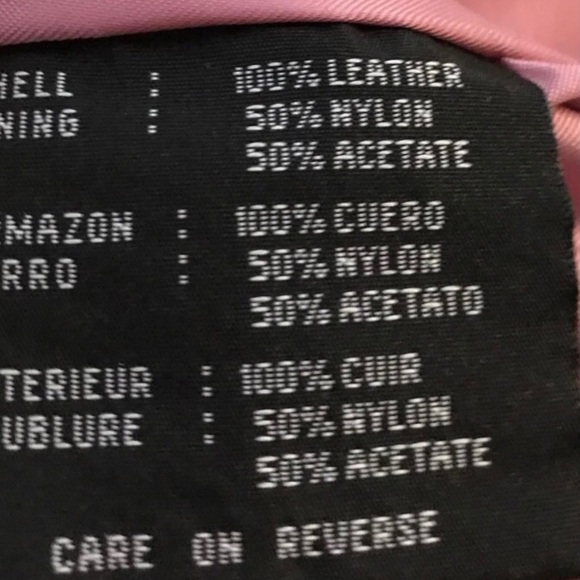 HELL : 100% LEATHER
NING : 50% NYLON
50% ACETATE
RMAZON : 100% CUERO
RRO : 50% NYLON
50% ACETATO
TERIEUR : 100% CUIR
UBLURE : 50% NYLON
50% ACETATE
CARE ON REVERSE